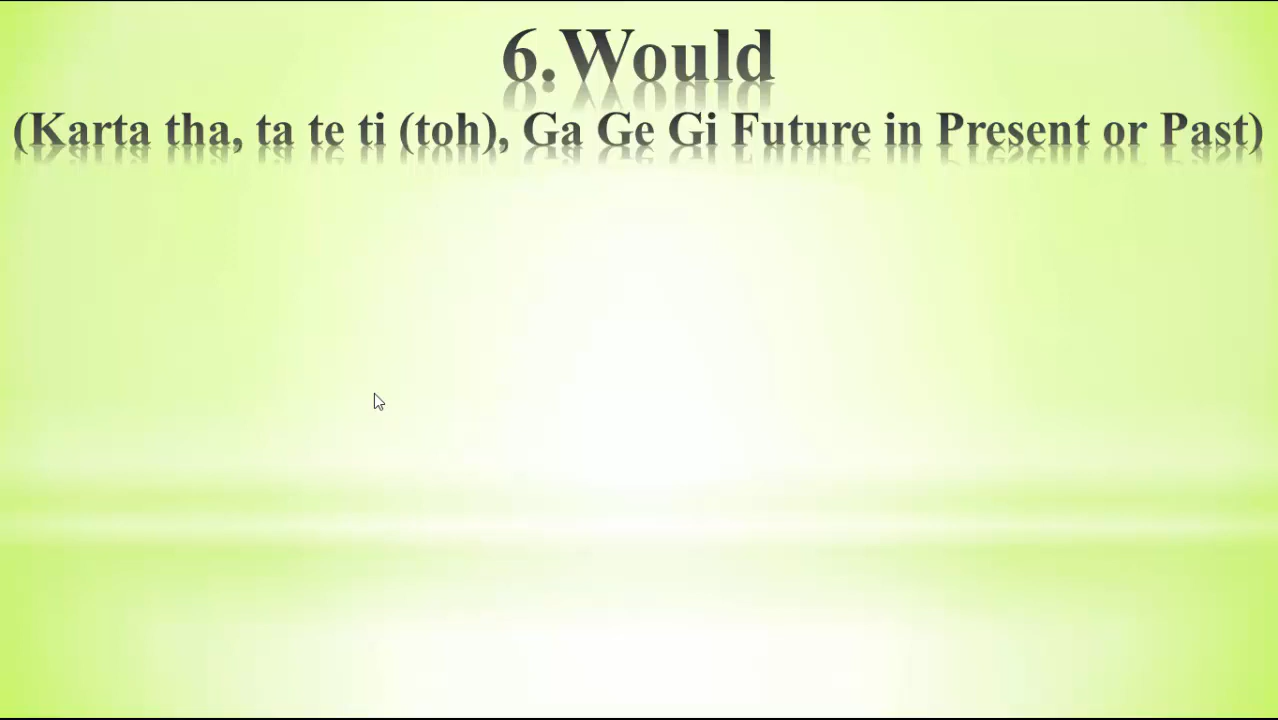 6.Would
(Karta tha, ta te ti (toh), Ga Ge Gi Future in Present or Past)